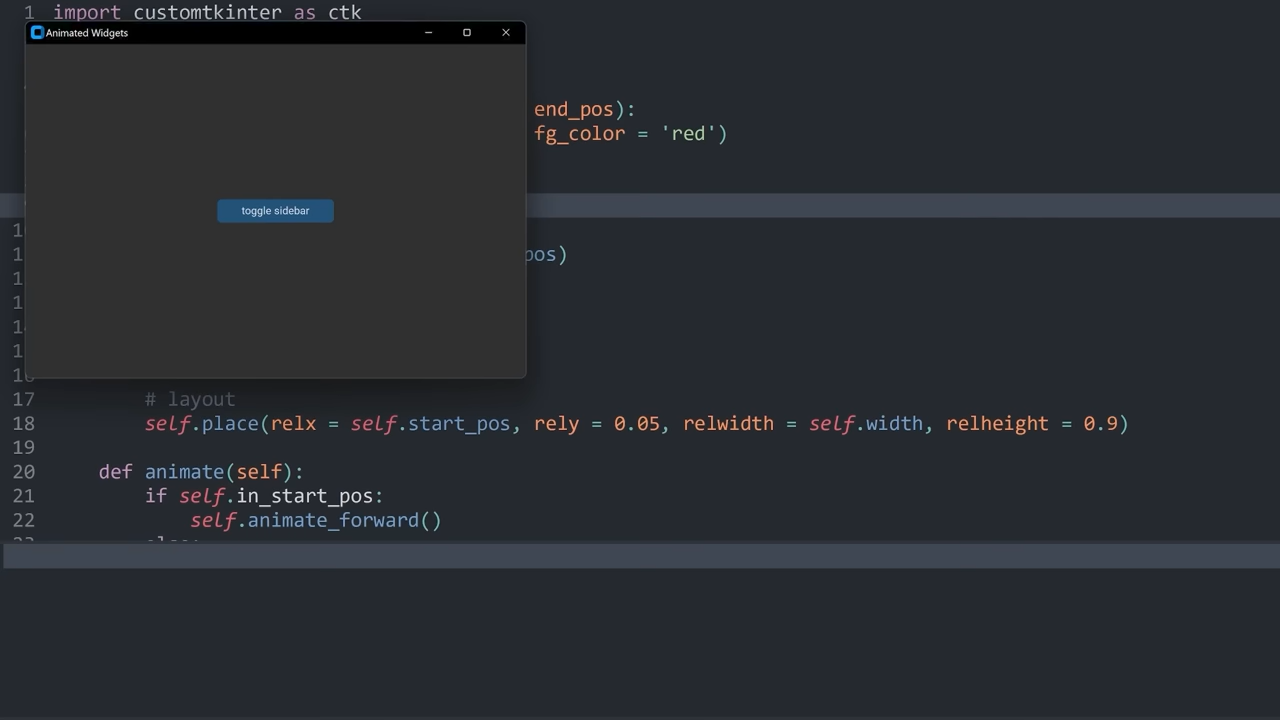 1 import customtkinter as ctk
Animated Widgets
end_pos):
fg_color = 'red')
toggle sidebar
pos)
17 # layout
18 self.place(relx = self.start_pos, rely = 0.05, relwidth = self.width, relheight = 0.9)
19
20 def animate(self):
21 if self.in_start_pos:
22 self.animate_forward()